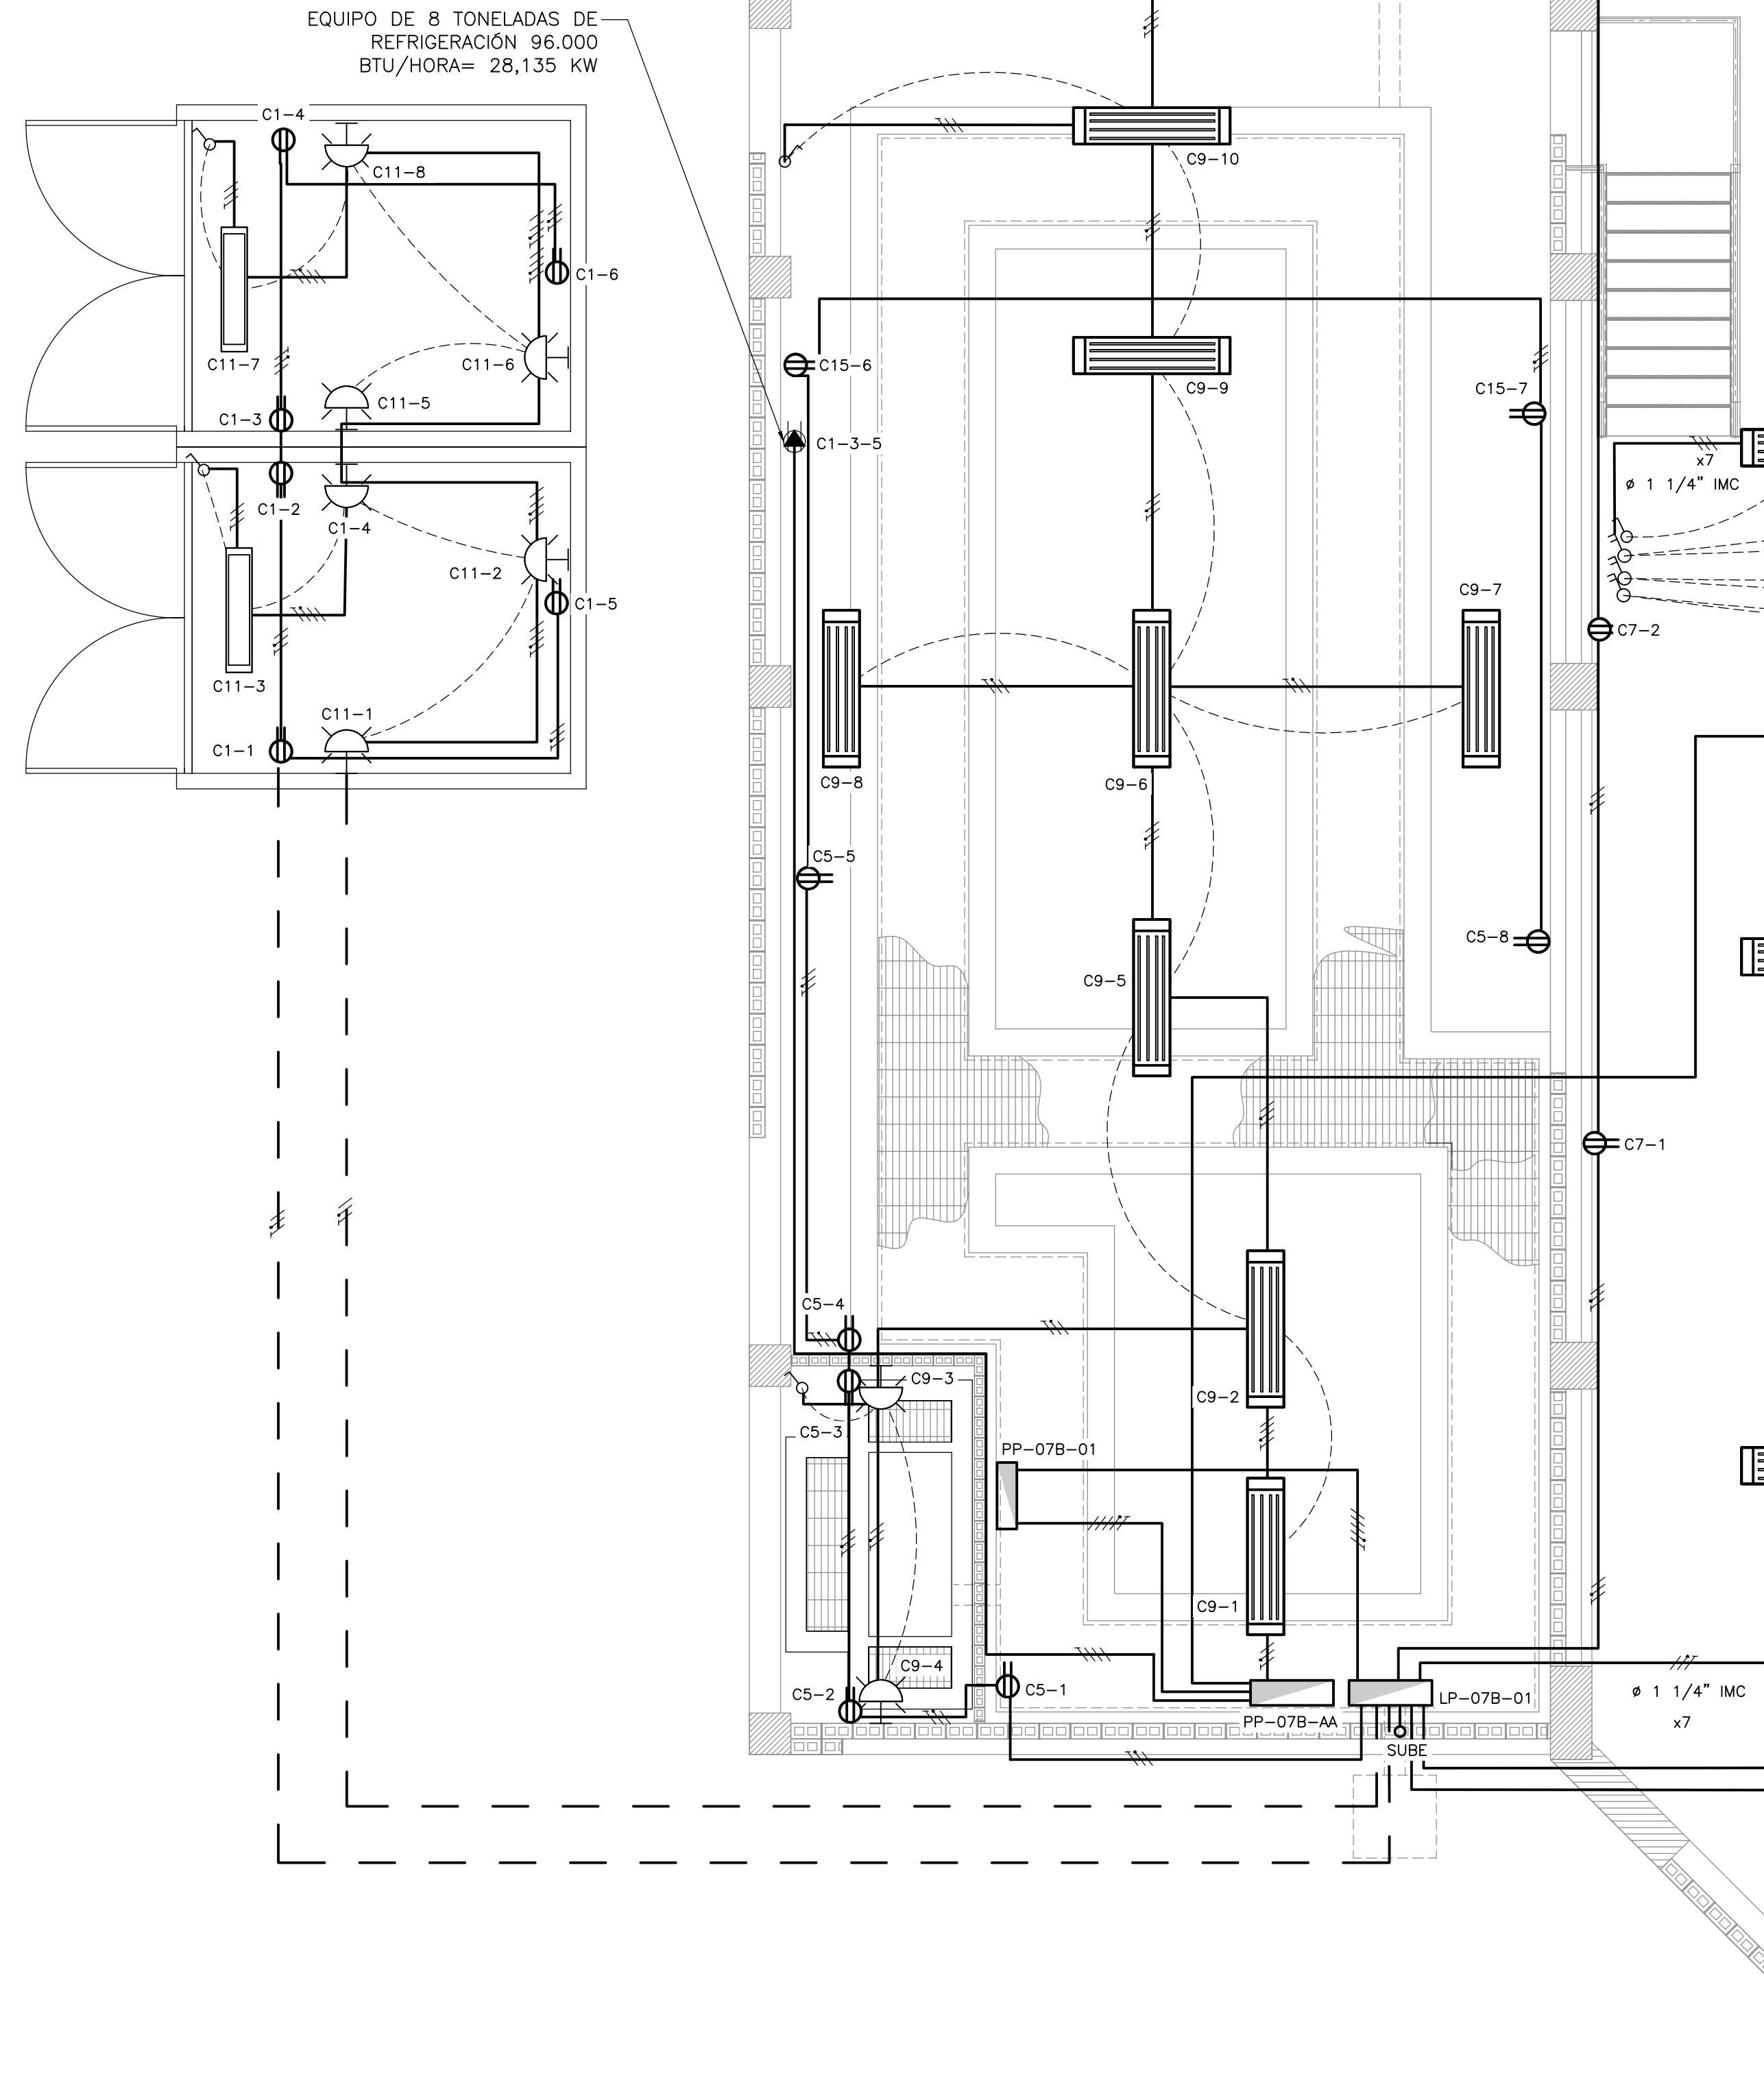 EQUIPO DE 8 TONELADAS DE
REFRIGERACIÓN 96.000
BTU/HORA= 28,135 KW
C1-4
C11-8
C1-6
C11-7
C11-6
C11-5
C1-3
C1-2
C1-4
C11-2
C1-5
C11-3
C11-1
C1-1
C9-10
C15-6
C9-9
C15-7
C1-3-5
x7
ø 1 1/4" IMC
C9-7
C7-2
C9-8
C9-6
C5-5
C5-8
C9-5
C7-1
C5-4
C9-3
C9-2
C5-3
PP-07B-01
C9-1
C9-4
C5-2
C5-1
LP-07B-01
ø 1 1/4" IMC
PP-07B-AA
x7
SUBE